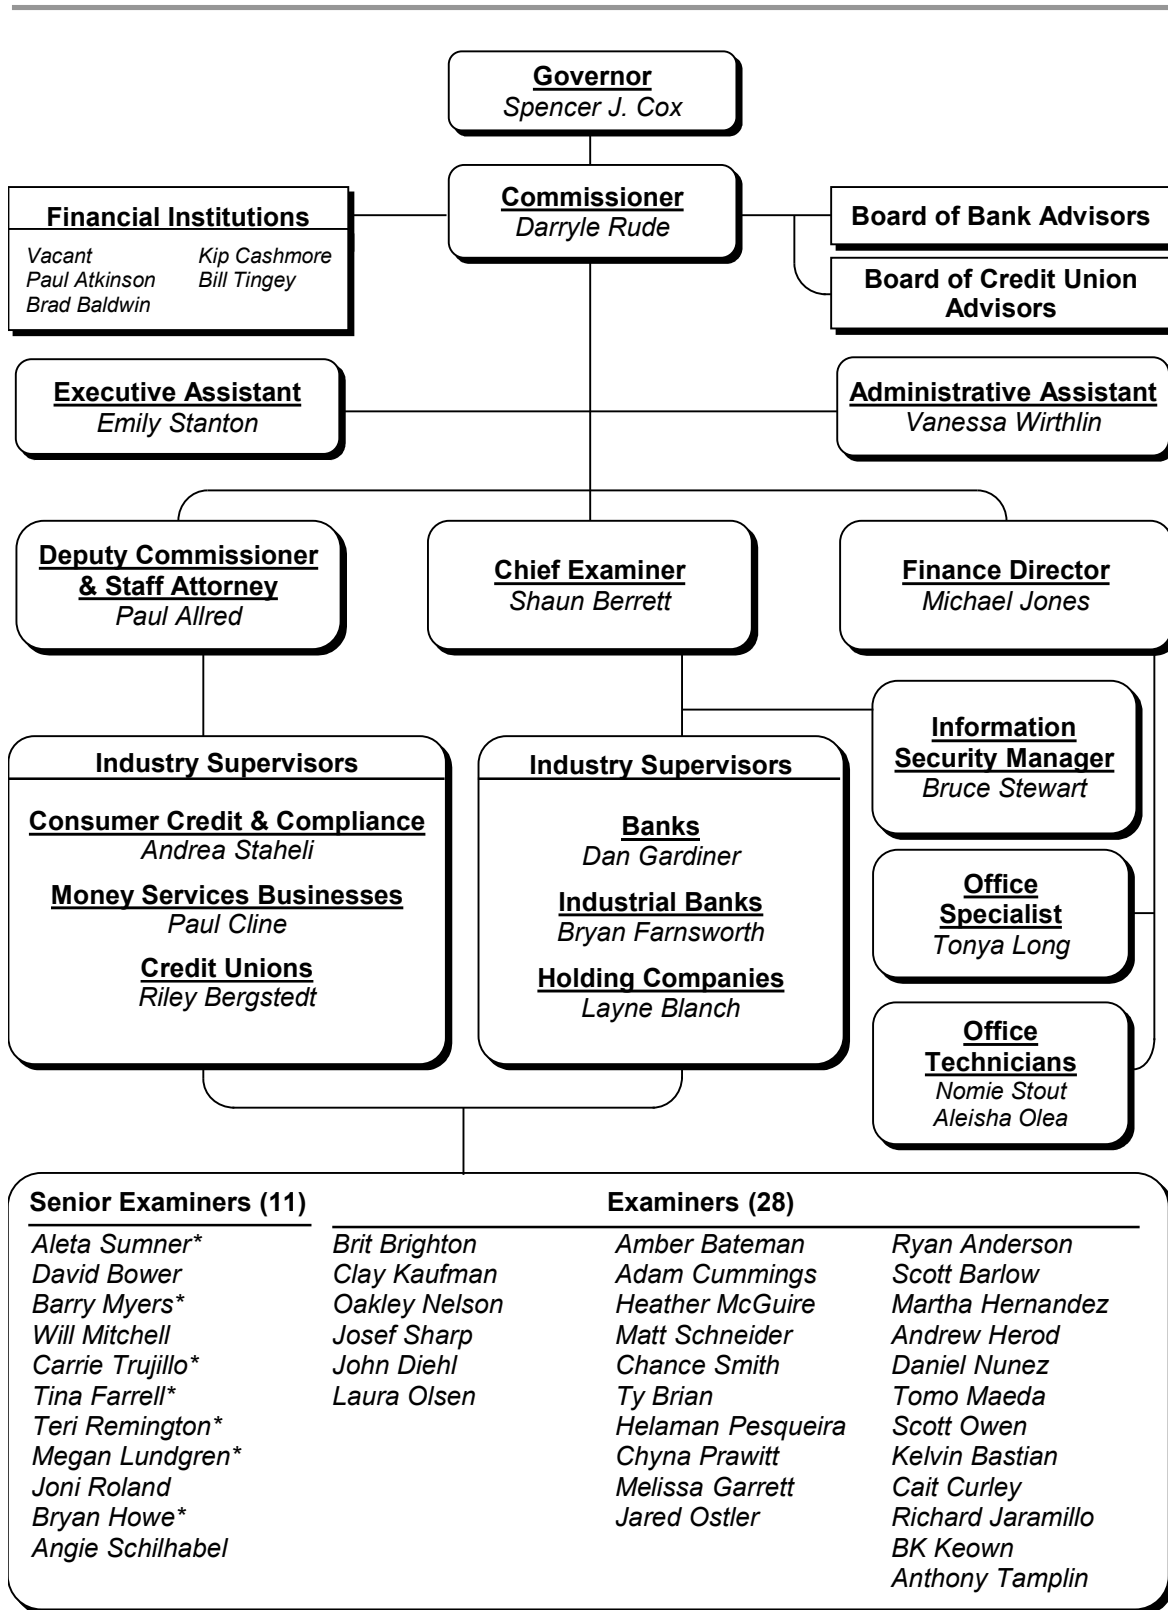 Governor
Spencer J. Cox
Commissioner
Darryle Rude
Financial Institutions
Vacant
Paul Atkinson
Brad Baldwin
Kip Cashmore
Bill Tingey
Board of Bank Advisors
Board of Credit Union
Advisors
Executive Assistant
Emily Stanton
Administrative Assistant
Vanessa Wirthlin
Deputy Commissioner
& Staff Attorney
Paul Allred
Chief Examiner
Shaun Berrett
Finance Director
Michael Jones
Industry Supervisors
Consumer Credit & Compliance
Andrea Staheli
Money Services Businesses
Paul Cline
Credit Unions
Riley Bergstedt
Industry Supervisors
Banks
Dan Gardiner
Industrial Banks
Bryan Farnsworth
Holding Companies
Layne Blanch
Information
Security Manager
Bruce Stewart
Office
Specialist
Tonya Long
Office
Technicians
Nomie Stout
Aleisha Olea
Senior Examiners (11)
Aleta Sumner*
David Bower
Barry Myers*
Will Mitchell
Carrie Trujillo*
Tina Farrell*
Teri Remington*
Megan Lundgren*
Joni Roland
Bryan Howe*
Angie Schilhabel
Examiners (28)
Brit Brighton
Clay Kaufman
Oakley Nelson
Josef Sharp
John Diehl
Laura Olsen
Amber Bateman
Adam Cummings
Heather McGuire
Matt Schneider
Chance Smith
Ty Brian
Helaman Pesqueira
Chyna Prawitt
Melissa Garrett
Jared Ostler
Ryan Anderson
Scott Barlow
Martha Hernandez
Andrew Herod
Daniel Nunez
Tomo Maeda
Scott Owen
Kelvin Bastian
Cait Curley
Richard Jaramillo
BK Keown
Anthony Tamplin